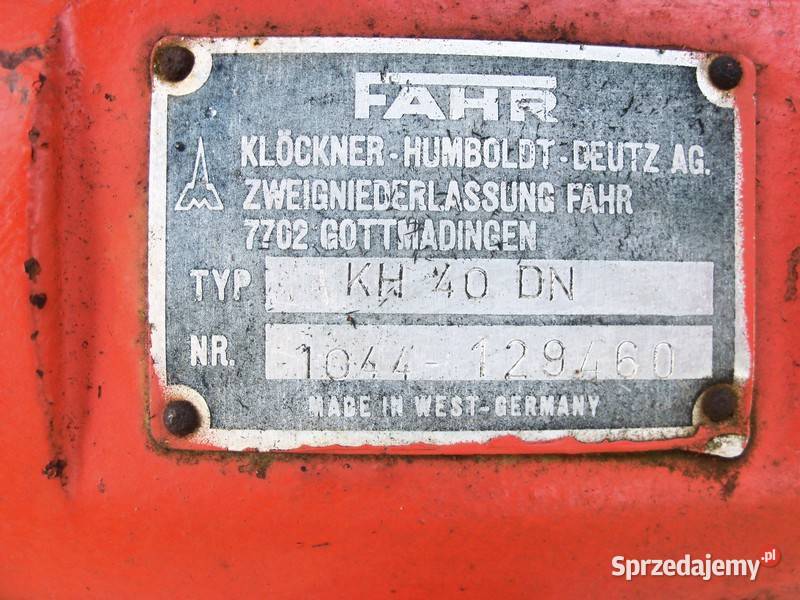 FAHR
KLÖCKNER-HUMBOLDT-DEUTZ AG.
ZWEIGNIEDERLASSUNG FAHR
7702 GOTTMADINGEN
TYP KH 40 DN
NR. 1044-129460
MADE IN WEST-GERMANY
Sprzedajemy.pl